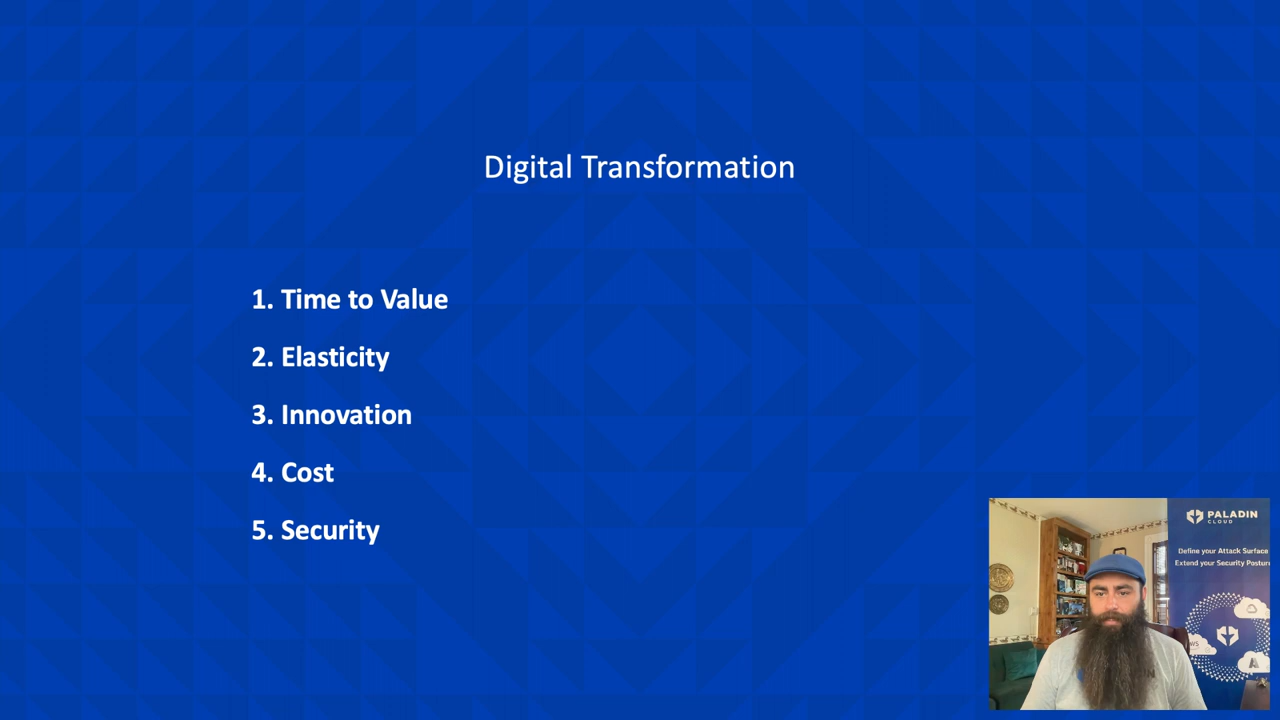 Digital Transformation
1. Time to Value
2. Elasticity
3. Innovation
4. Cost
5. Security
PALADIN
CLOUD
Define your Attack Surface
Extend your Security Posture